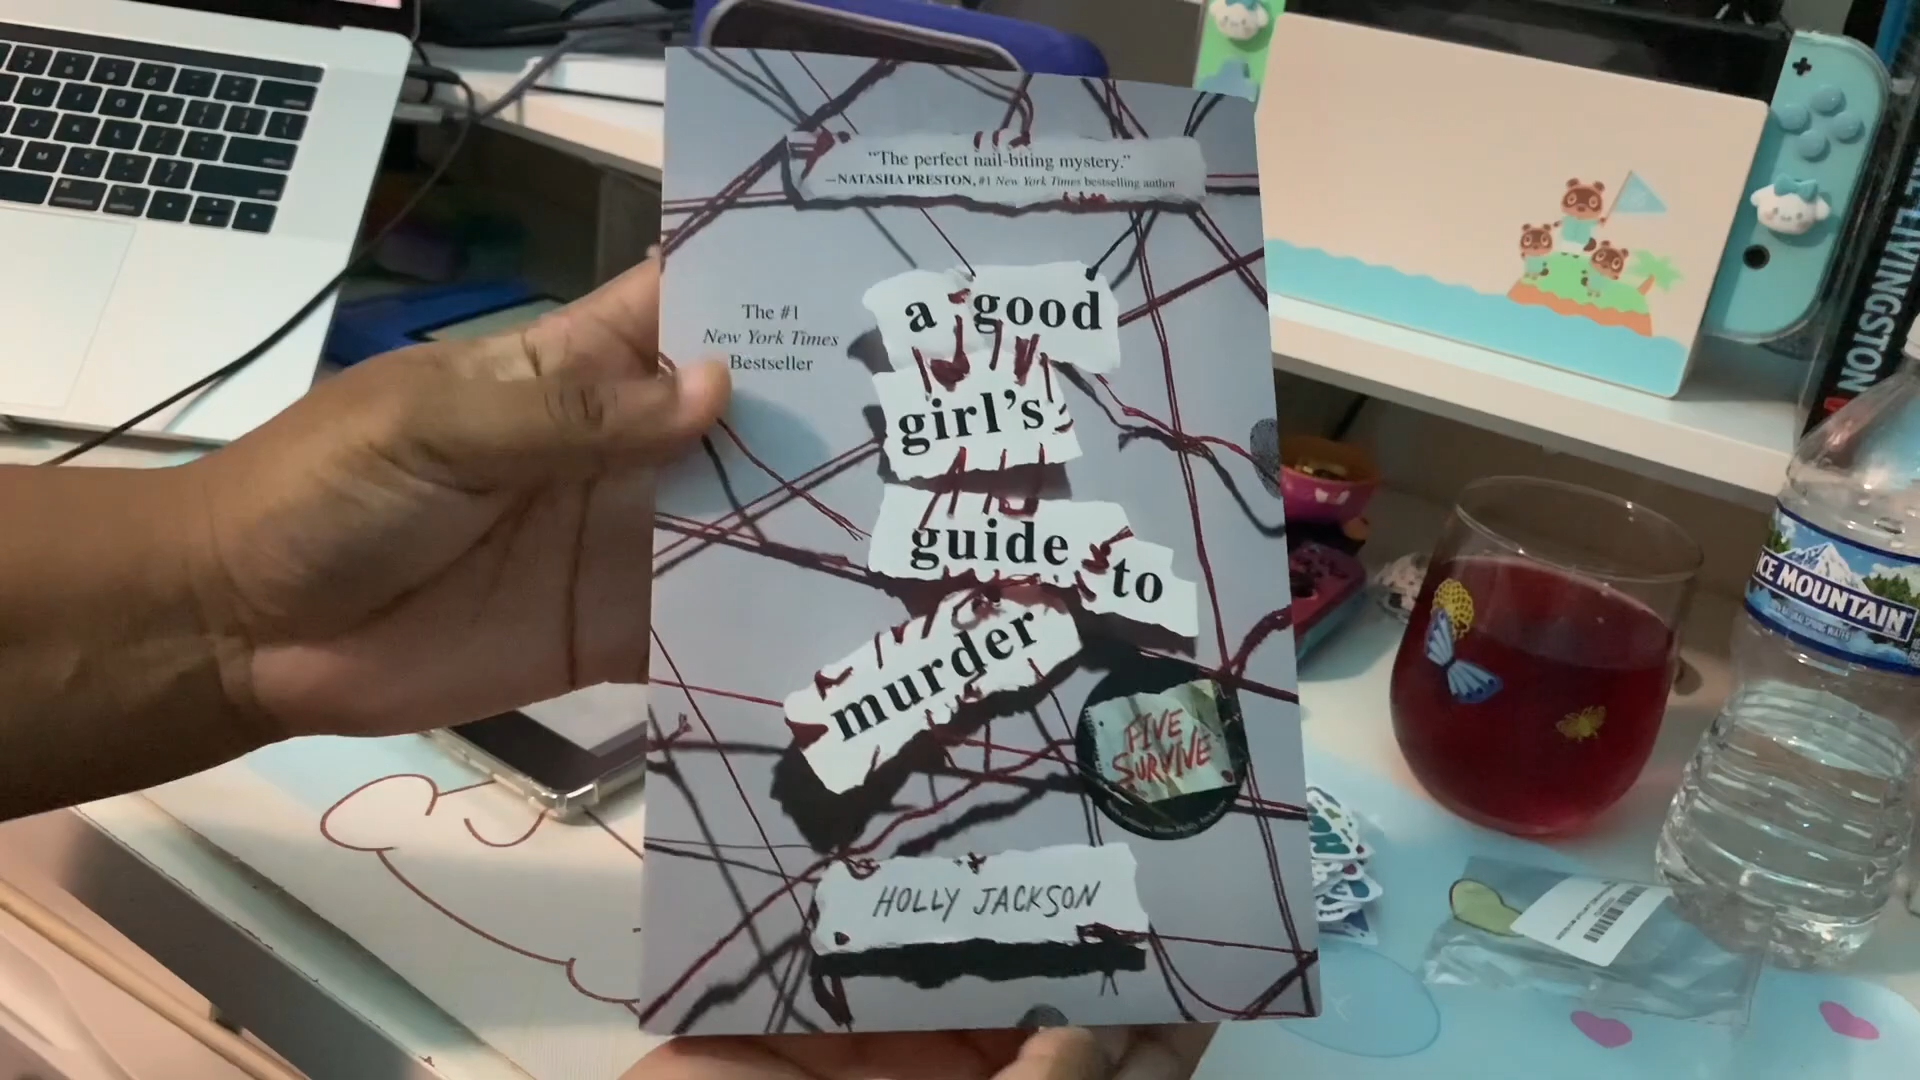 “The perfect nail-biting mystery.”
—NATASHA PRESTON, #1 New York Times bestselling author
The #1
New York Times
Bestseller
a good
girl’s
guide to
murder
FIVE
SURVIVE
HOLLY JACKSON
LIVINGSTON
ICE MOUNTAIN